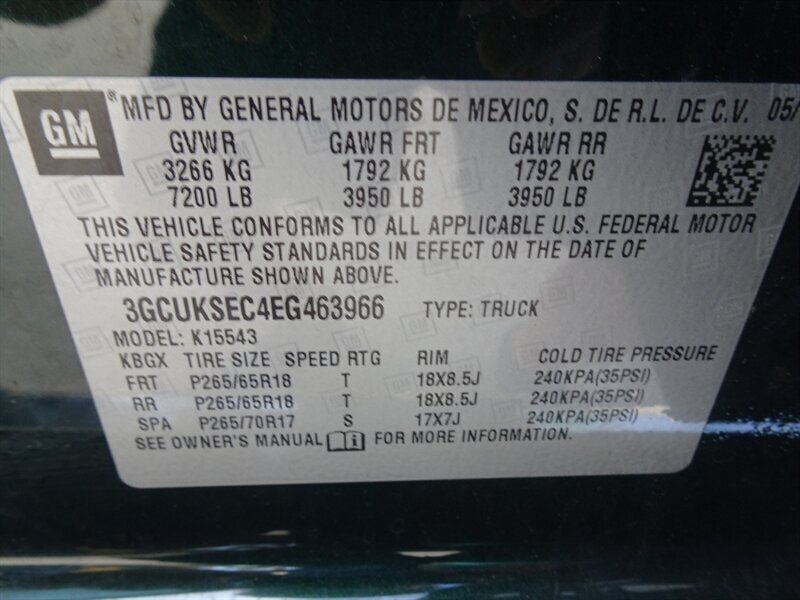 GM ® MFD BY GENERAL MOTORS DE MEXICO, S. DE R.L. DE C.V. 05/
GVWR GAWR FRT GAWR RR
3266 KG 1792 KG 1792 KG
7200 LB 3950 LB 3950 LB
THIS VEHICLE CONFORMS TO ALL APPLICABLE U.S. FEDERAL MOTOR
VEHICLE SAFETY STANDARDS IN EFFECT ON THE DATE OF
MANUFACTURE SHOWN ABOVE.
3GCUKSEC4EG463966 TYPE: TRUCK
MODEL: K15543
KBGX TIRE SIZE SPEED RTG RIM COLD TIRE PRESSURE
FRT P265/65R18 T 18X8.5J 240KPA(35PSI)
RR P265/65R18 T 18X8.5J 240KPA(35PSI)
SPA P265/70R17 S 17X7J 240KPA(35PSI)
SEE OWNER'S MANUAL FOR MORE INFORMATION.